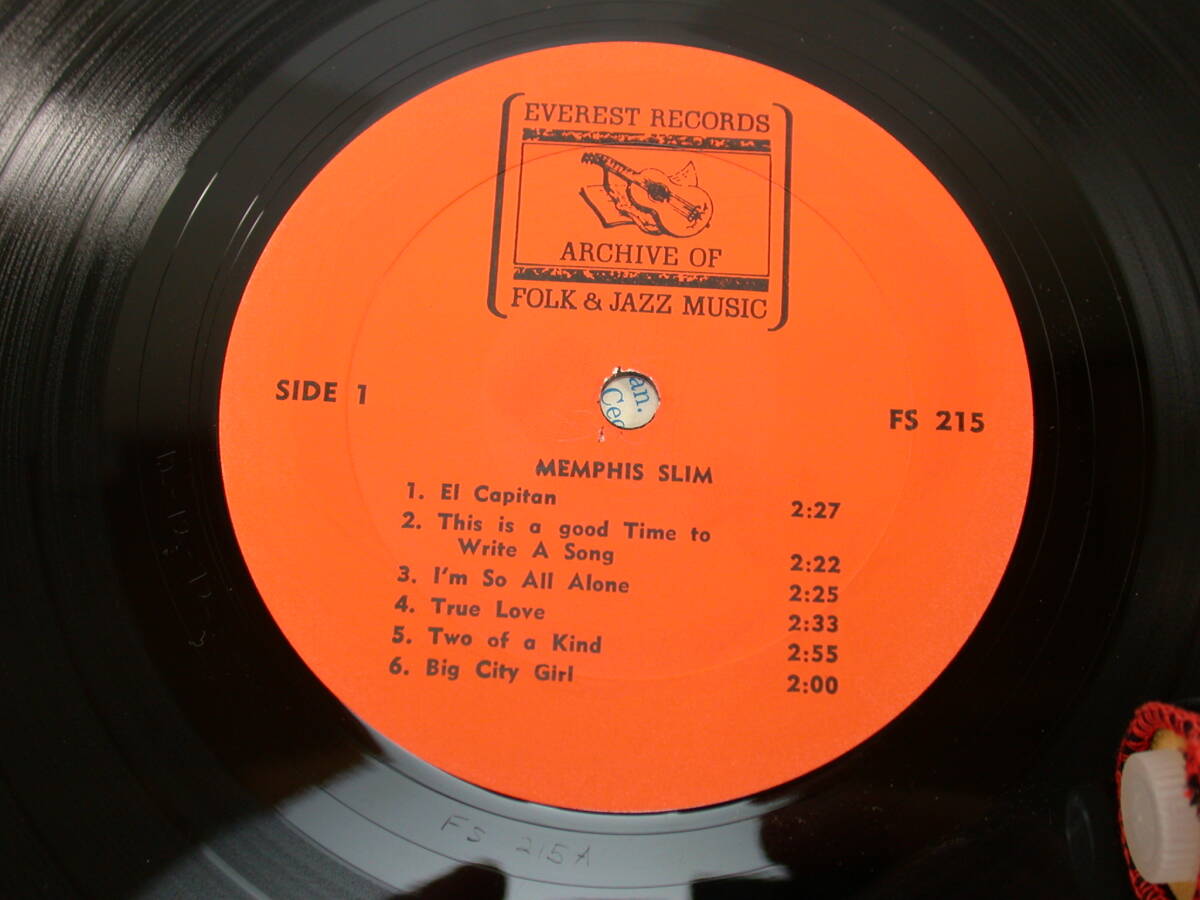 EVEREST RECORDS
ARCHIVE OF
FOLK & JAZZ MUSIC
SIDE 1
FS 215
an.
MEMPHIS SLIM
1. El Capitan 2:27
2. This is a good Time to
Write A Song 2:22
3. I'm So All Alone 2:25
4. True Love 2:33
5. Two of a Kind 2:55
6. Big City Girl 2:00
FS 215A